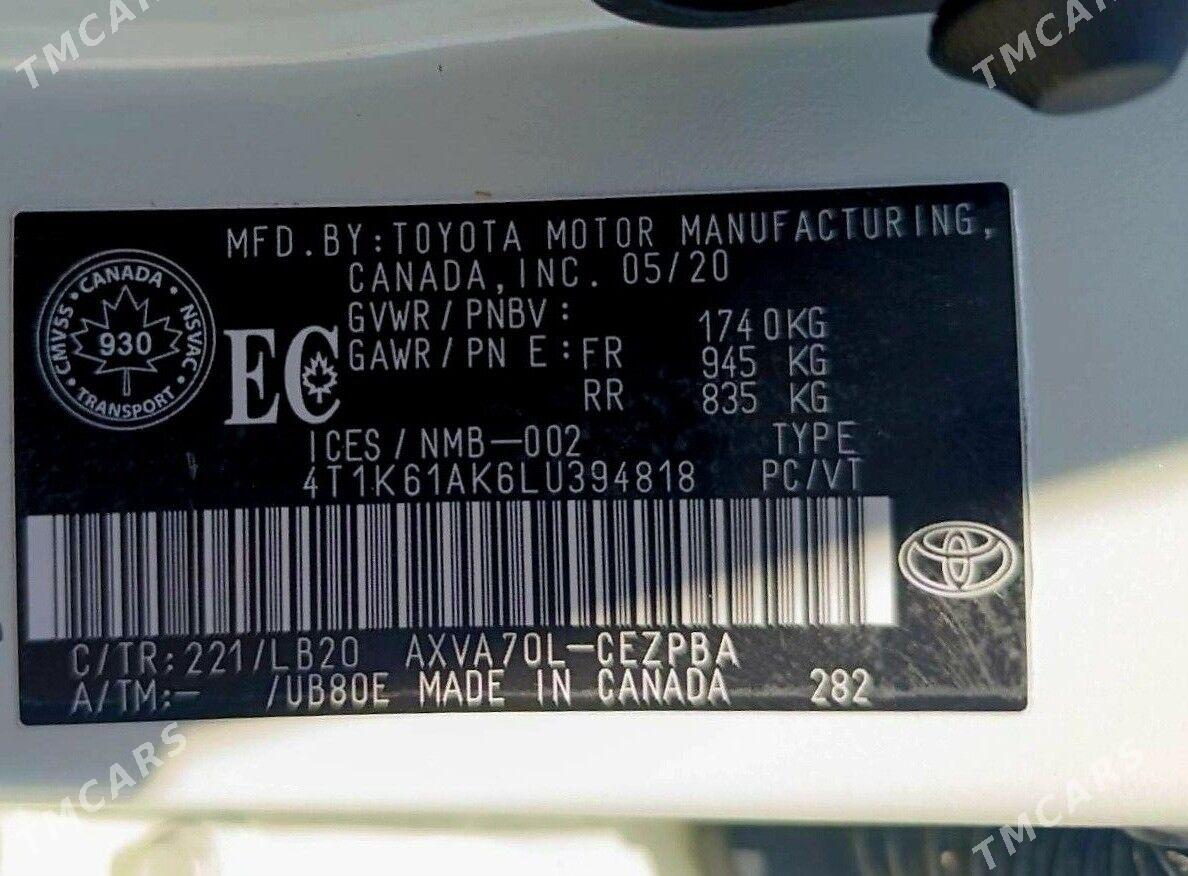 TMCARS
TMCARS
MFD.BY:TOYOTA MOTOR MANUFACTURING,
CANADA,INC. 05/20
CMVSS • CANADA • NSVAC • TRANSPORT
930
EC
GVWR/PNBV: 1740KG
GAWR/PN E:FR 945 KG
RR 835 KG
ICES/NMB-002 TYPE
4T1K61AK6LU394818 PC/VT
C/TR:221/LB20 AXVA70L-CEZPBA
A/TM:- /UB80E MADE IN CANADA 282
TMCARS
TMCARS